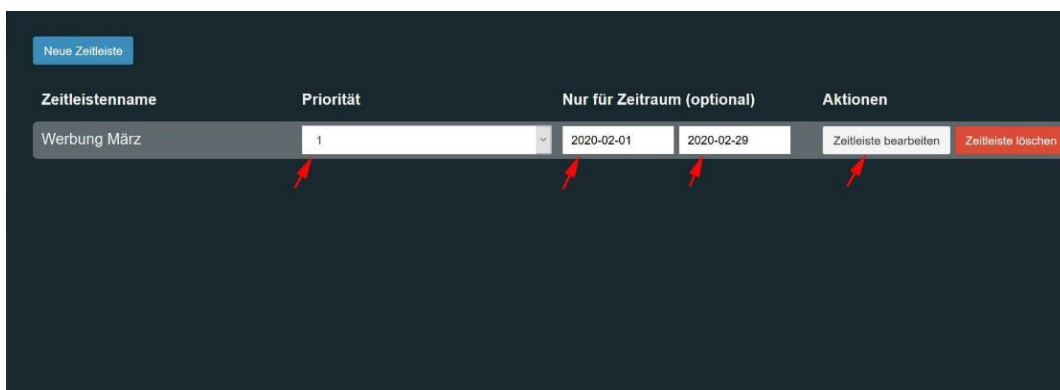 Neue Zeitleiste
Zeitleistenname Priorität Nur für Zeitraum (optional) Aktionen
Werbung März 1 2020-02-01 2020-02-29 Zeitleiste bearbeiten Zeitleiste löschen